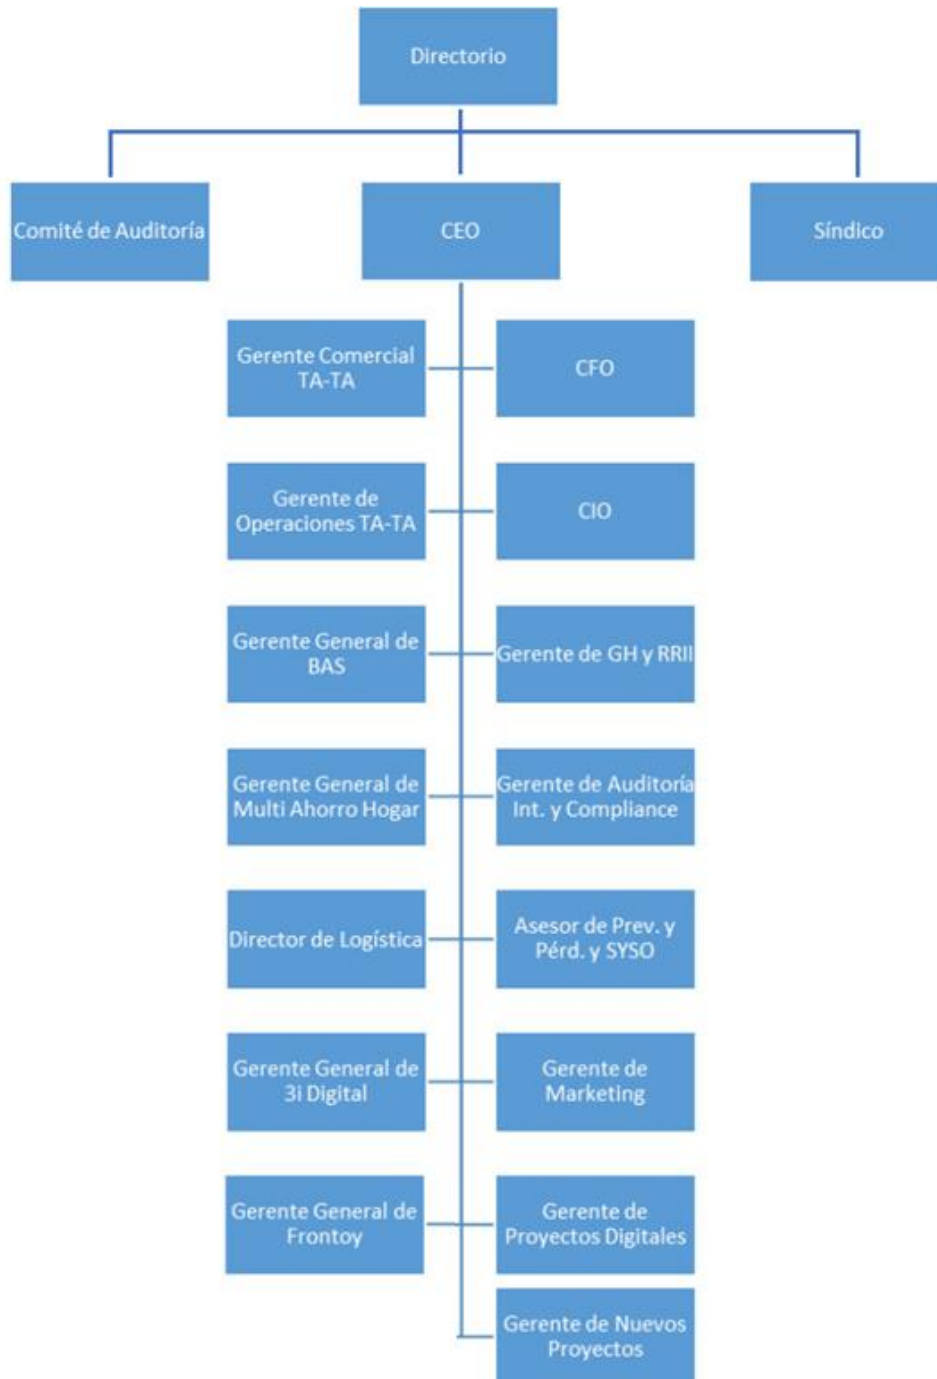 Directorio
Comité de Auditoría
CEO
Síndico
Gerente Comercial
TA-TA
CFO
Gerente de
Operaciones TA-TA
CIO
Gerente General de
BAS
Gerente de GH y RRII
Gerente General de
Multi Ahorro Hogar
Gerente de Auditoría
Int. y Compliance
Director de Logística
Asesor de Prev. y
Pérd. y SYSO
Gerente General de
3i Digital
Gerente de
Marketing
Gerente General de
Frontoy
Gerente de
Proyectos Digitales
Gerente de Nuevos
Proyectos